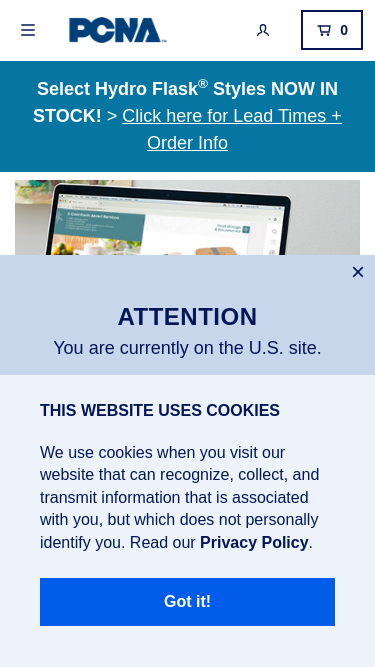 PCNA
0
Select Hydro Flask® Styles NOW IN
STOCK! > Click here for Lead Times +
Order Info
ATTENTION
You are currently on the U.S. site.
THIS WEBSITE USES COOKIES
We use cookies when you visit our
website that can recognize, collect, and
transmit information that is associated
with you, but which does not personally
identify you. Read our Privacy Policy.
Got it!